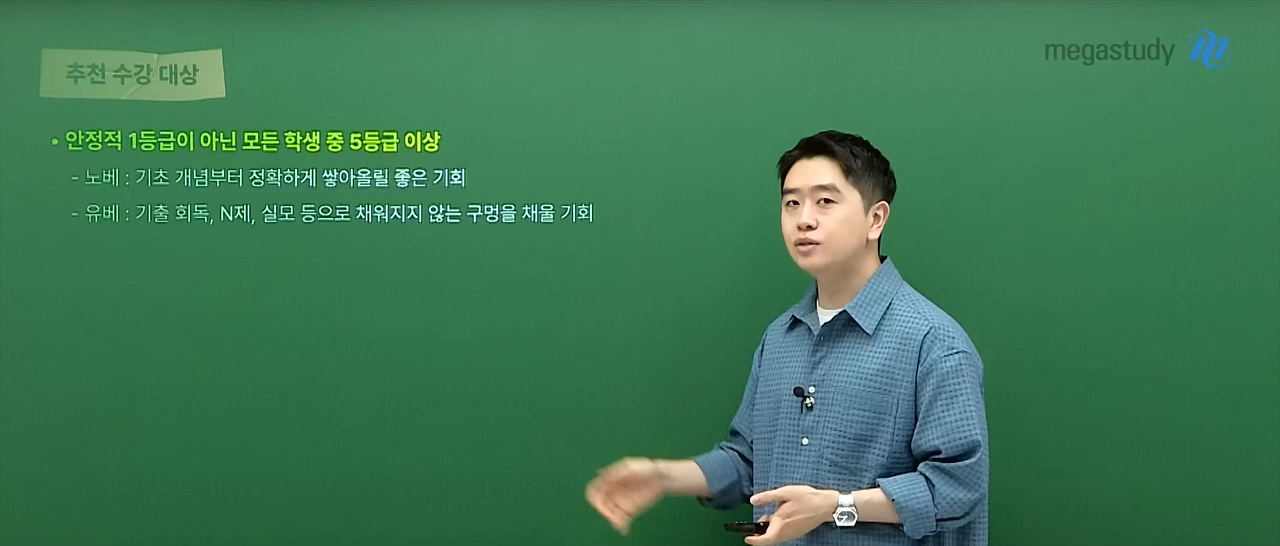 추천 수강 대상
megastudy
• 안정적 1등급이 아닌 모든 학생 중 5등급 이상
- 노베 : 기초 개념부터 정확하게 쌓아올릴 좋은 기회
- 유베 : 기출 회독, N제, 실모 등으로 채워지지 않는 구멍을 채울 기회